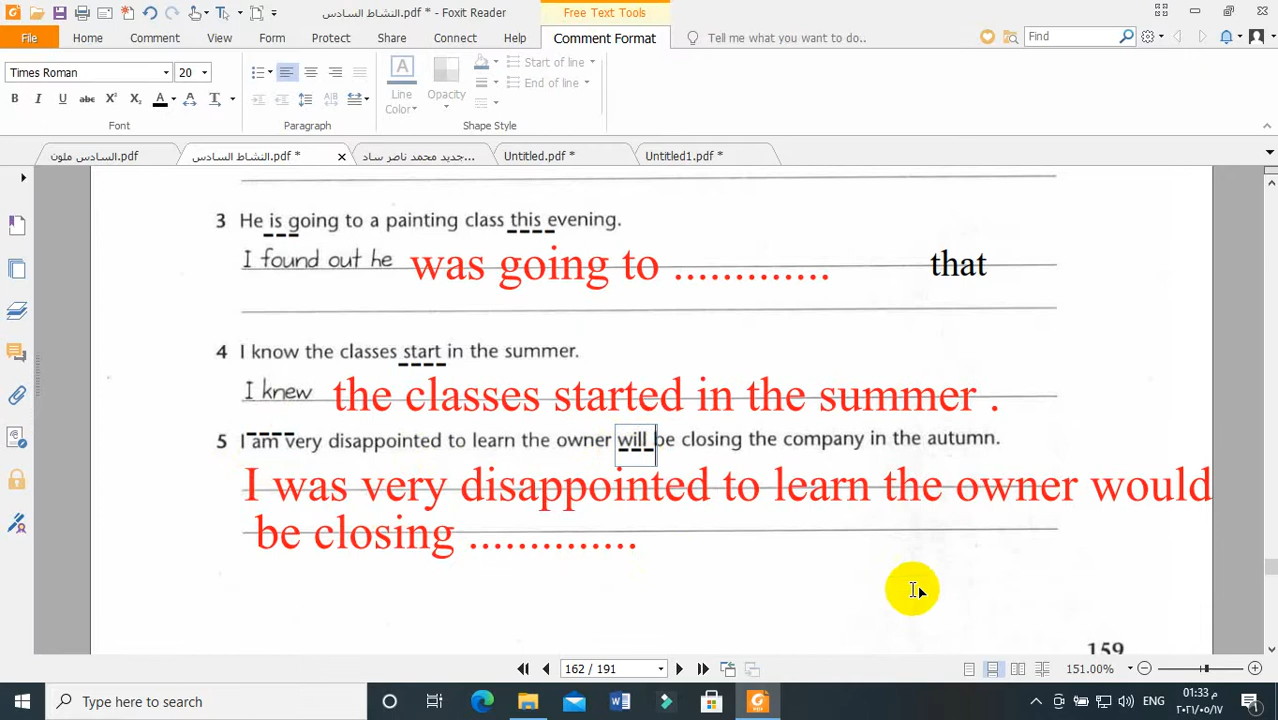 النشاط السادس.pdf * - Foxit Reader
Free Text Tools
File Home Comment View Form Protect Share Connect Help Comment Format Tell me what you want to do.. Find
Times Roman 20
Start of line
End of line
B I U abc X² X₂ A A T
Line Color
Opacity
Font Paragraph Shape Style
السادس ملون.pdf
النشاط السادس.pdf *
جديد محمد ناصر ساد...
Untitled.pdf *
Untitled1.pdf *
3 He is going to a painting class this evening.
I found out he was going to ............. that
4 I know the classes start in the summer.
I knew the classes started in the summer .
5 I am very disappointed to learn the owner will be closing the company in the autumn.
I was very disappointed to learn the owner would
be closing ..............
159
162 / 191
151.00%
Type here to search
ENG
01:33 م
٢٠٢١/٠٥/١٧